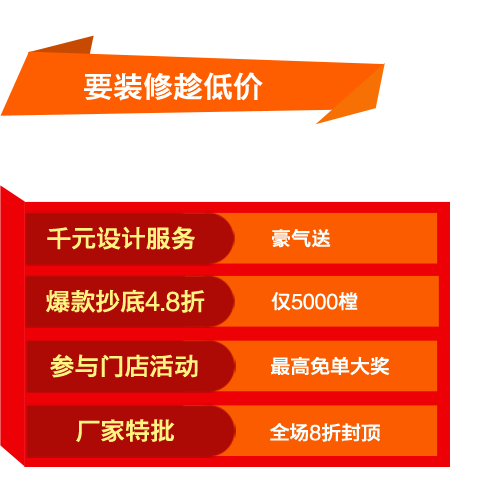 要装修趁低价
千元设计服务 豪气送
爆款抄底4.8折 仅5000樘
参与门店活动 最高免单大奖
厂家特批 全场8折封顶